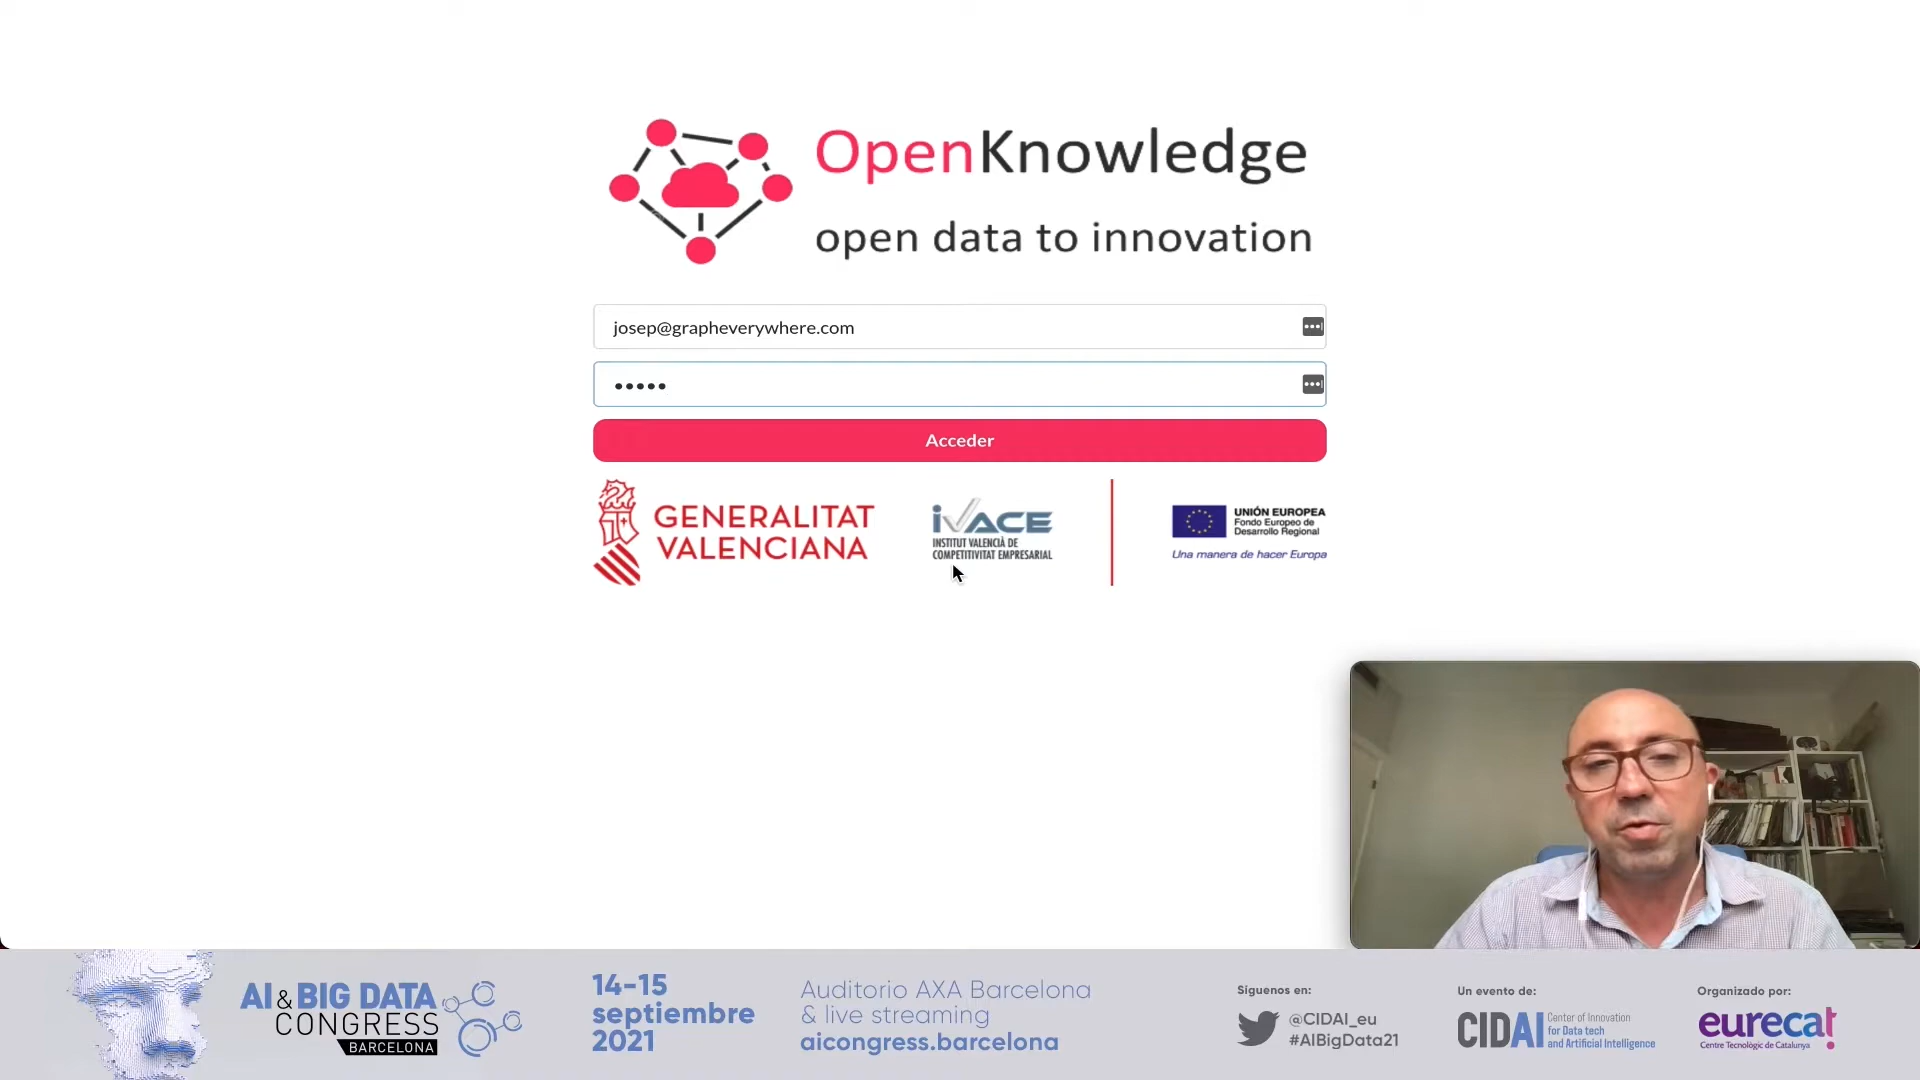 OpenKnowledge
open data to innovation
josep@grapheverywhere.com
•••••
Acceder
GENERALITAT
VALENCIANA
iVACE
INSTITUT VALENCIÀ DE
COMPETITIVITAT EMPRESARIAL
UNIÓN EUROPEA
Fondo Europeo de
Desarrollo Regional
Una manera de hacer Europa
AI & BIG DATA
CONGRESS
BARCELONA
14-15
septiembre
2021
Auditorio AXA Barcelona
& live streaming
aicongress.barcelona
Síguenos en:
@CIDAI_eu
#AIBigData21
Un evento de:
CIDAI
Center of Innovation
for Data tech
and Artificial Intelligence
Organizado por:
eurecat
Centre Tecnològic de Catalunya